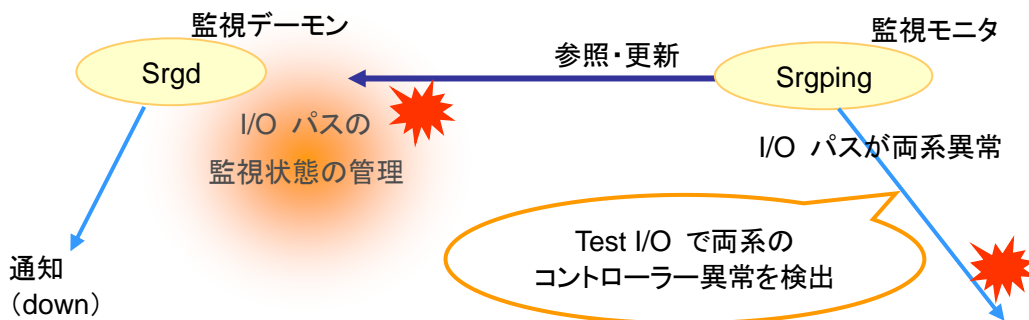 監視デーモン
Srgd
I/O パスの
監視状態の管理
通知
（down）
参照・更新
監視モニタ
Srgping
I/O パスが両系異常
Test I/O で両系の
コントローラー異常を検出